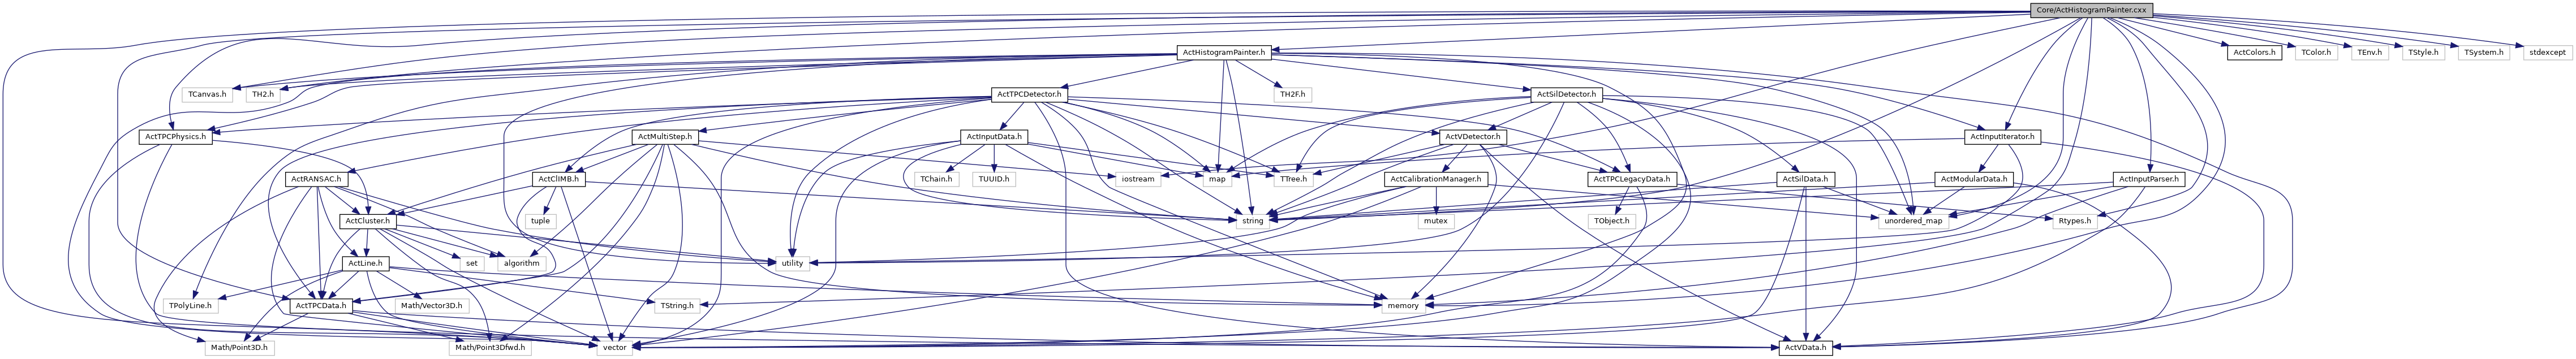 Core/ActHistogramPainter.cxx
ActHistogramPainter.h
ActColors.h
TColor.h
TEnv.h
TStyle.h
TSystem.h
stdexcept
TCanvas.h
TH2.h
ActTPCDetector.h
TH2F.h
ActSilDetector.h
ActTPCPhysics.h
ActMultiStep.h
ActInputData.h
ActVDetector.h
ActInputIterator.h
ActRANSAC.h
ActClIMB.h
TChain.h
TUUID.h
iostream
map
TTree.h
ActCalibrationManager.h
ActTPCLegacyData.h
ActSilData.h
ActModularData.h
ActInputParser.h
ActCluster.h
tuple
string
mutex
TObject.h
unordered_map
Rtypes.h
ActLine.h
set
algorithm
utility
TPolyLine.h
ActTPCData.h
Math/Vector3D.h
TString.h
memory
Math/Point3D.h
Math/Point3Dfwd.h
vector
ActVData.h